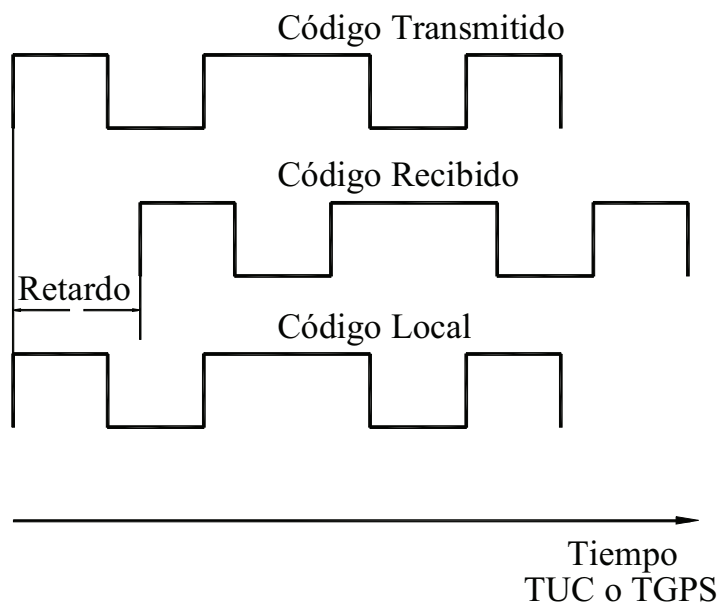 Código Transmitido
Código Recibido
Retardo
Código Local
Tiempo
TUC o TGPS